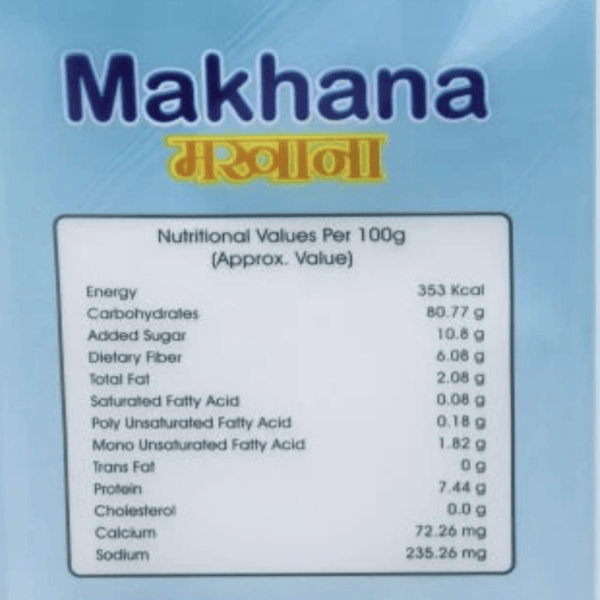 Makhana
मखाना
Nutritional Values Per 100g
(Approx. Value)
Energy 353 Kcal
Carbohydrates 80.77 g
Added Sugar 10.8 g
Dietary Fiber 6.08 g
Total Fat 2.08 g
Saturated Fatty Acid 0.08 g
Poly Unsaturated Fatty Acid 0.18 g
Mono Unsaturated Fatty Acid 1.82 g
Trans Fat 0 g
Protein 7.44 g
Cholesterol 0.0 g
Calcium 72.26 mg
Sodium 235.26 mg